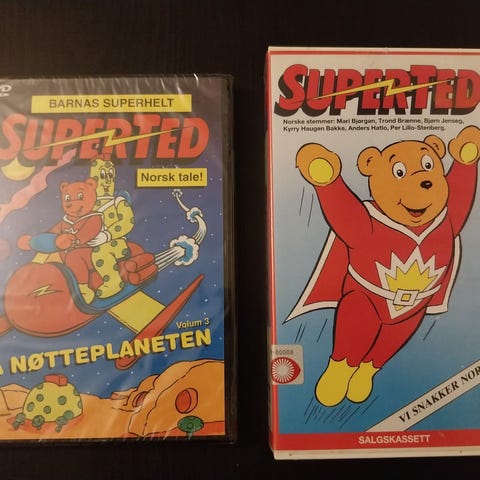 BARNAS SUPERHELT
SUPERTED
Norsk tale!
Volum 3
NØTTEPLANETEN
SUPERTED
Norske stemmer: Mari Bjørgan, Trond Brænne, Bjørn Jenseg,
Kyrry Haugen Bakke, Anders Hatlo, Per Lillo-Stenberg.
00008
VI SNAKKER NOR
SALGSKASSETT